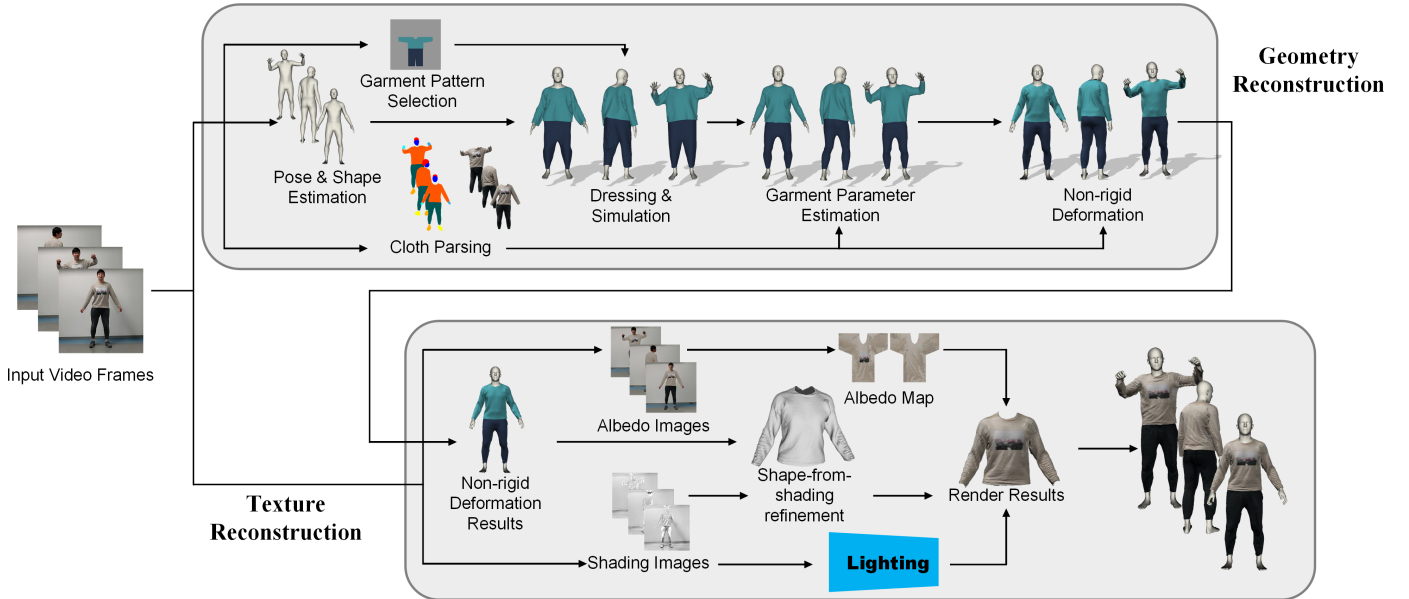 Geometry
Reconstruction
Garment Pattern
Selection
Pose & Shape
Estimation
Dressing &
Simulation
Garment Parameter
Estimation
Non-rigid
Deformation
Cloth Parsing
Input Video Frames
Albedo Images
Albedo Map
Non-rigid
Deformation
Results
Shape-from-
shading
refinement
Render Results
Texture
Reconstruction
Shading Images
Lighting